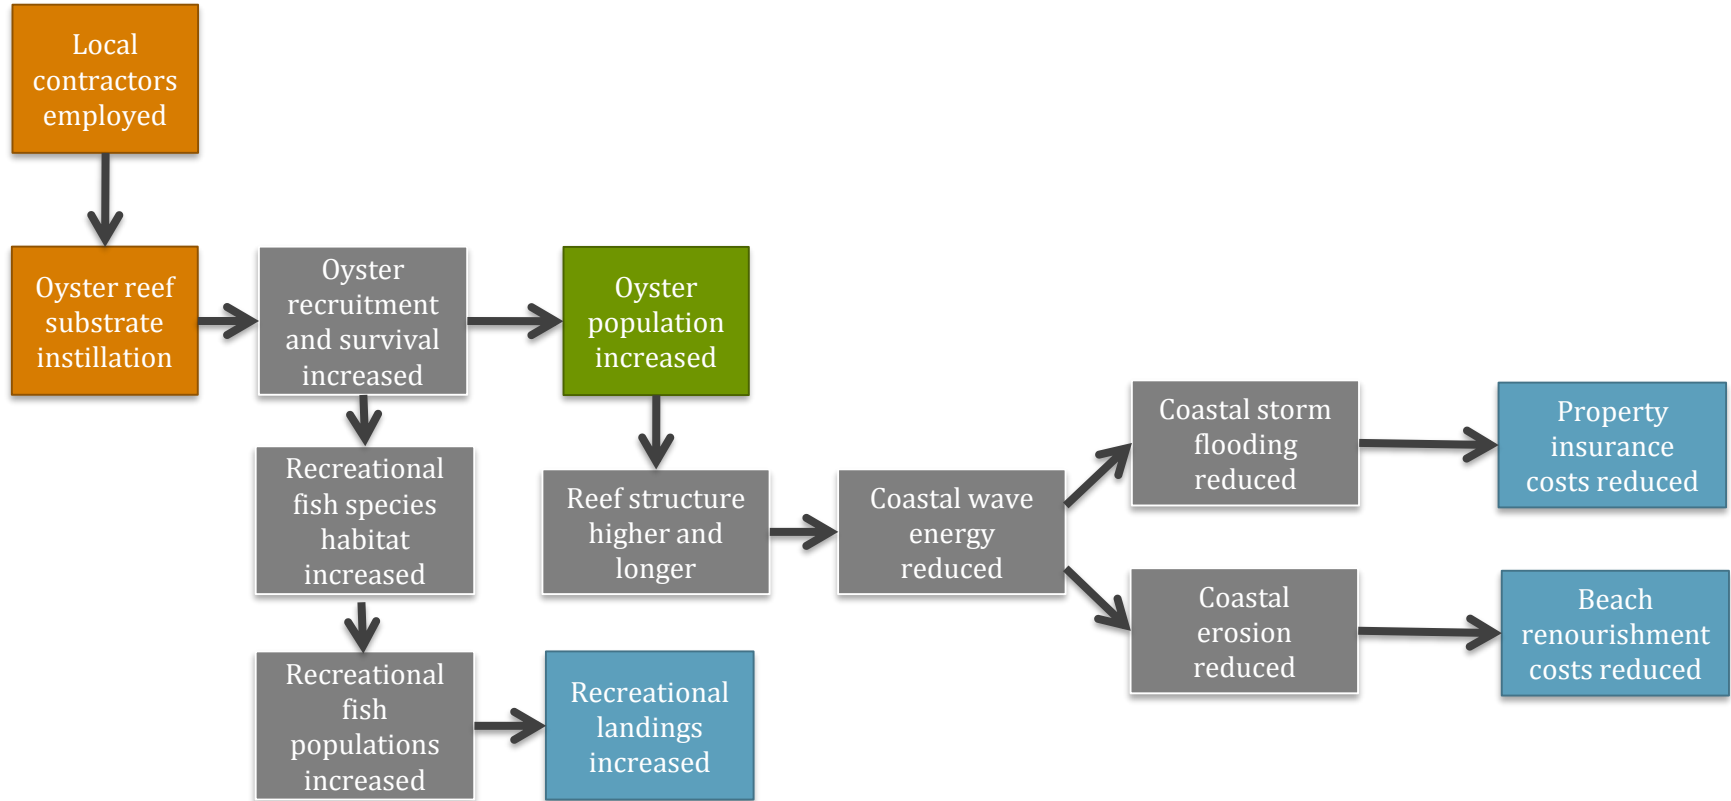 Local
contractors
employed
Oyster reef
substrate
instillation
Oyster
recruitment
and survival
increased
Oyster
population
increased
Recreational
fish species
habitat
increased
Reef structure
higher and
longer
Coastal wave
energy
reduced
Coastal storm
flooding
reduced
Property
insurance
costs reduced
Coastal
erosion
reduced
Beach
renourishment
costs reduced
Recreational
fish
populations
increased
Recreational
landings
increased